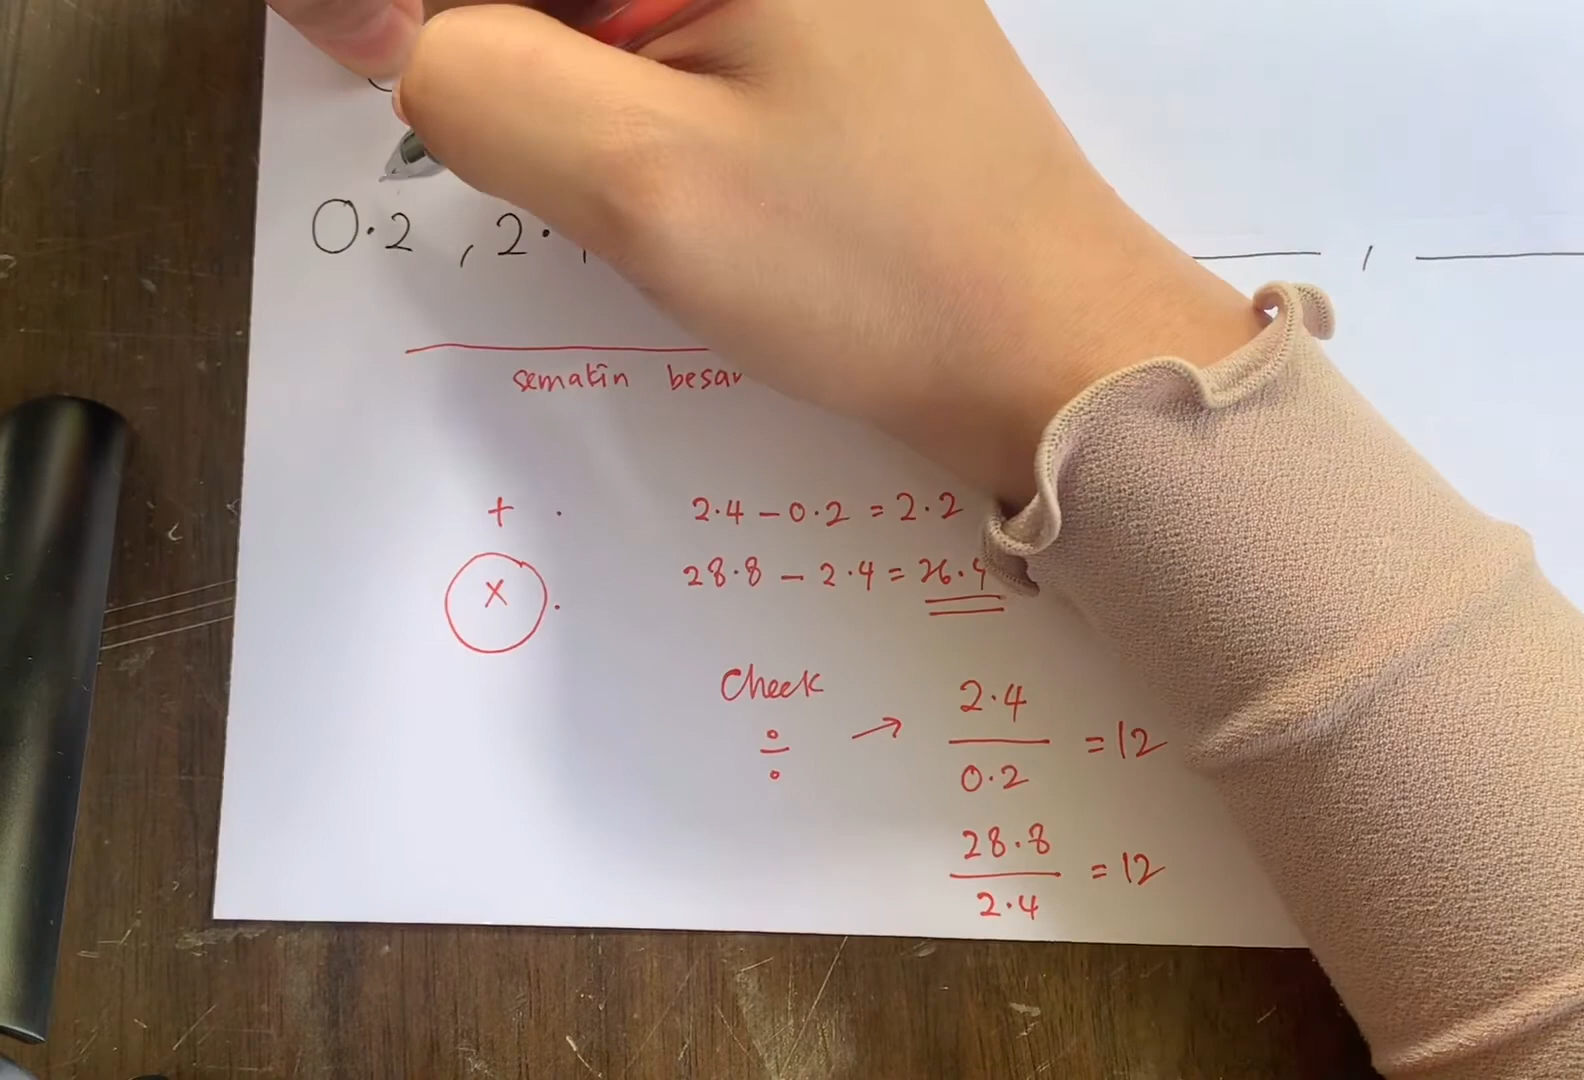 0.2 , 2.
semakin besar
+ .
2.4 - 0.2 = 2.2
× .
28.8 - 2.4 = 26.4
Check
÷ → 2.4 / 0.2 = 12
28.8 / 2.4 = 12